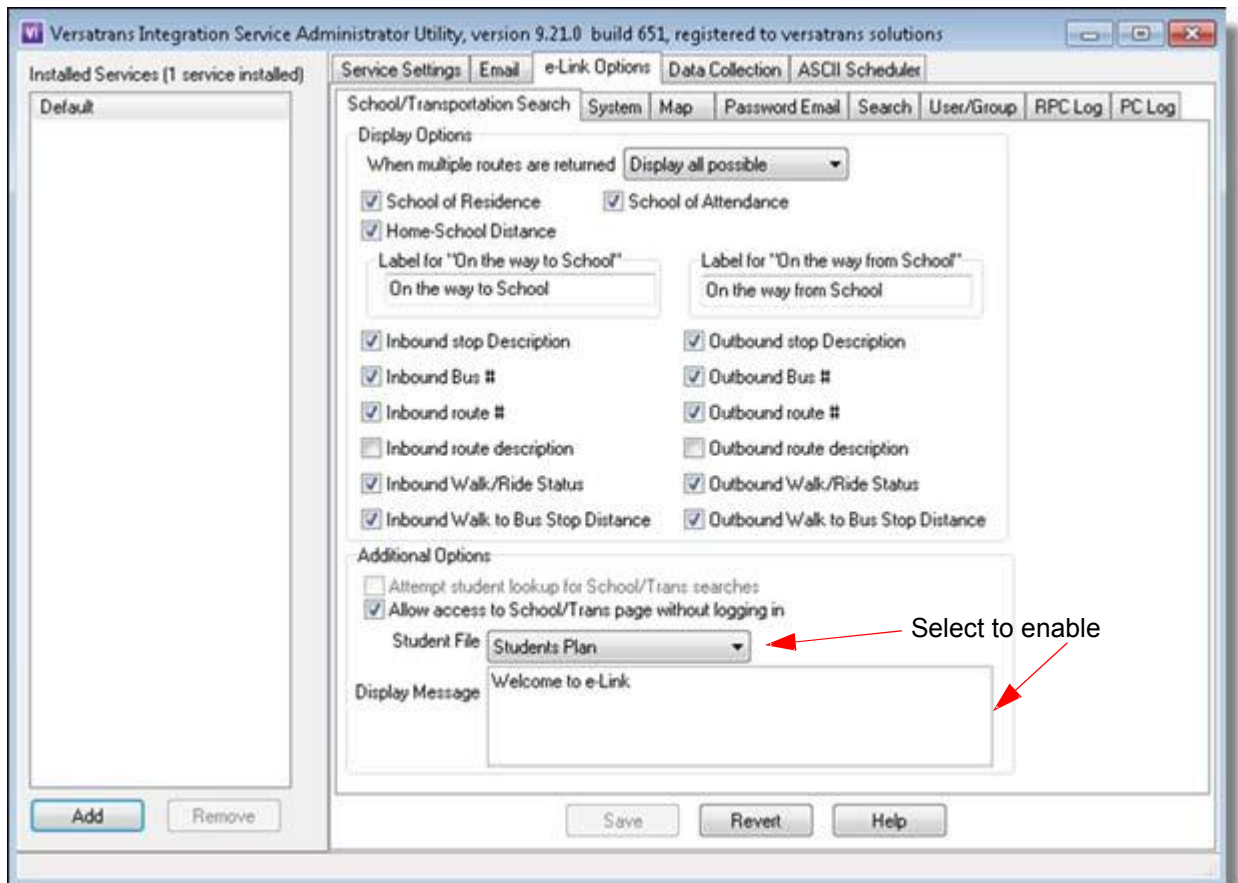 Vi Versatrans Integration Service Administrator Utility, version 9.21.0 build 651, registered to versatrans solutions
Installed Services (1 service installed)
Default
Add
Remove
Service Settings
Email
e-Link Options
Data Collection
ASCII Scheduler
School/Transportation Search
System
Map
Password Email
Search
User/Group
RPC Log
PC Log
Display Options
When multiple routes are returned
Display all possible
School of Residence
School of Attendance
Home-School Distance
Label for "On the way to School"
Label for "On the way from School"
On the way to School
On the way from School
Inbound stop Description
Outbound stop Description
Inbound Bus #
Outbound Bus #
Inbound route #
Outbound route #
Inbound route description
Outbound route description
Inbound Walk/Ride Status
Outbound Walk/Ride Status
Inbound Walk to Bus Stop Distance
Outbound Walk to Bus Stop Distance
Additional Options
Attempt student lookup for School/Trans searches
Allow access to School/Trans page without logging in
Student File
Students Plan
Select to enable
Display Message
Welcome to e-Link
Save
Revert
Help